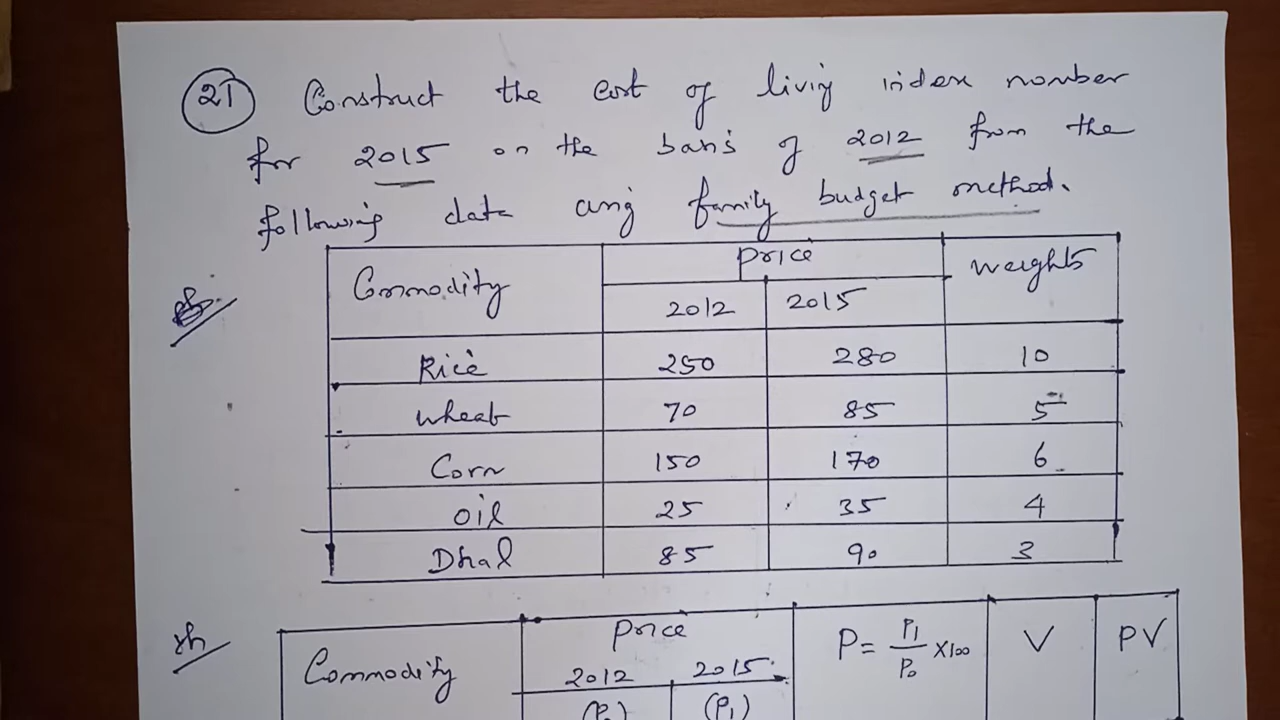 21 Construct the cost of living index number
for 2015 on the basis of 2012 from the
following data using family budget method.
Commodity Price Weights
2012 2015
Rice 250 280 10
wheat 70 85 5
Corn 150 170 6
oil 25 35 4
Dhal 85 90 3
Commodity Price P = P1/P0 X100 V PV
2012 2015
(P0) (P1)